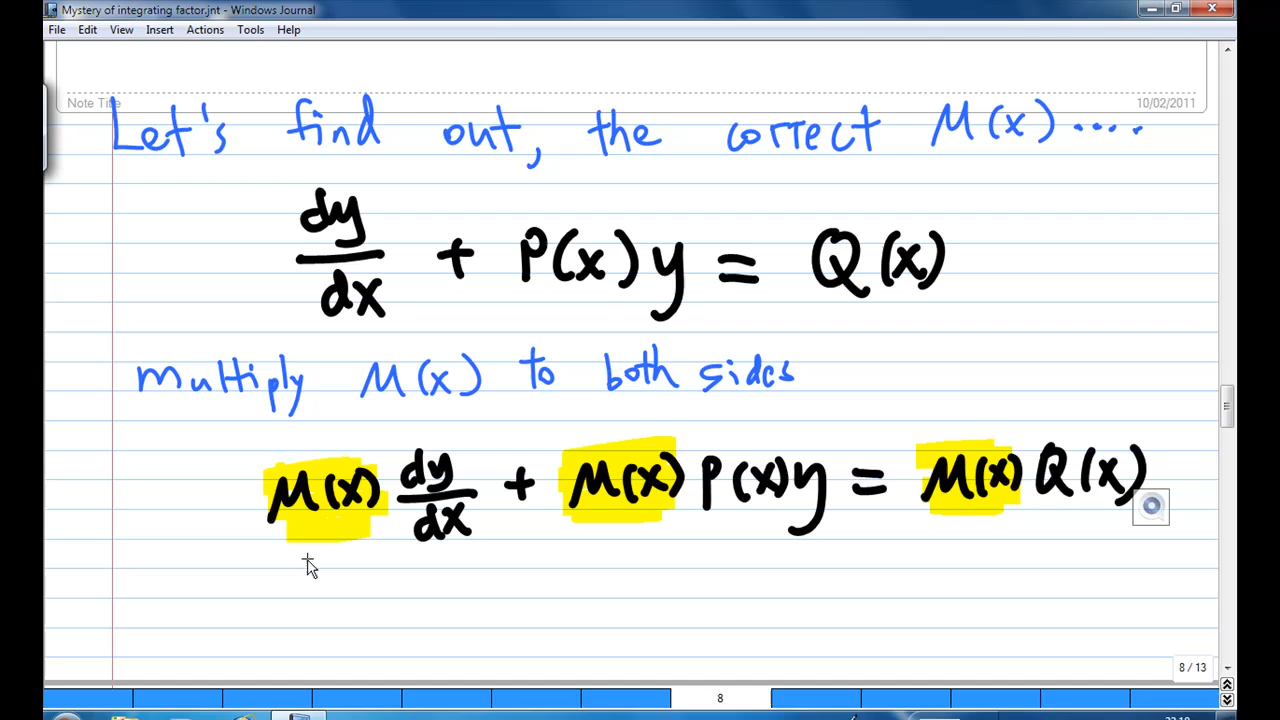 Mystery of integrating factor.jnt - Windows Journal
File Edit View Insert Actions Tools Help
Note Title 10/02/2011
Let's find out, the correct M(x)....
dy/dx + P(x)y = Q(x)
multiply M(x) to both sides
M(x) dy/dx + M(x) P(x)y = M(x) Q(x)
8 / 13
8